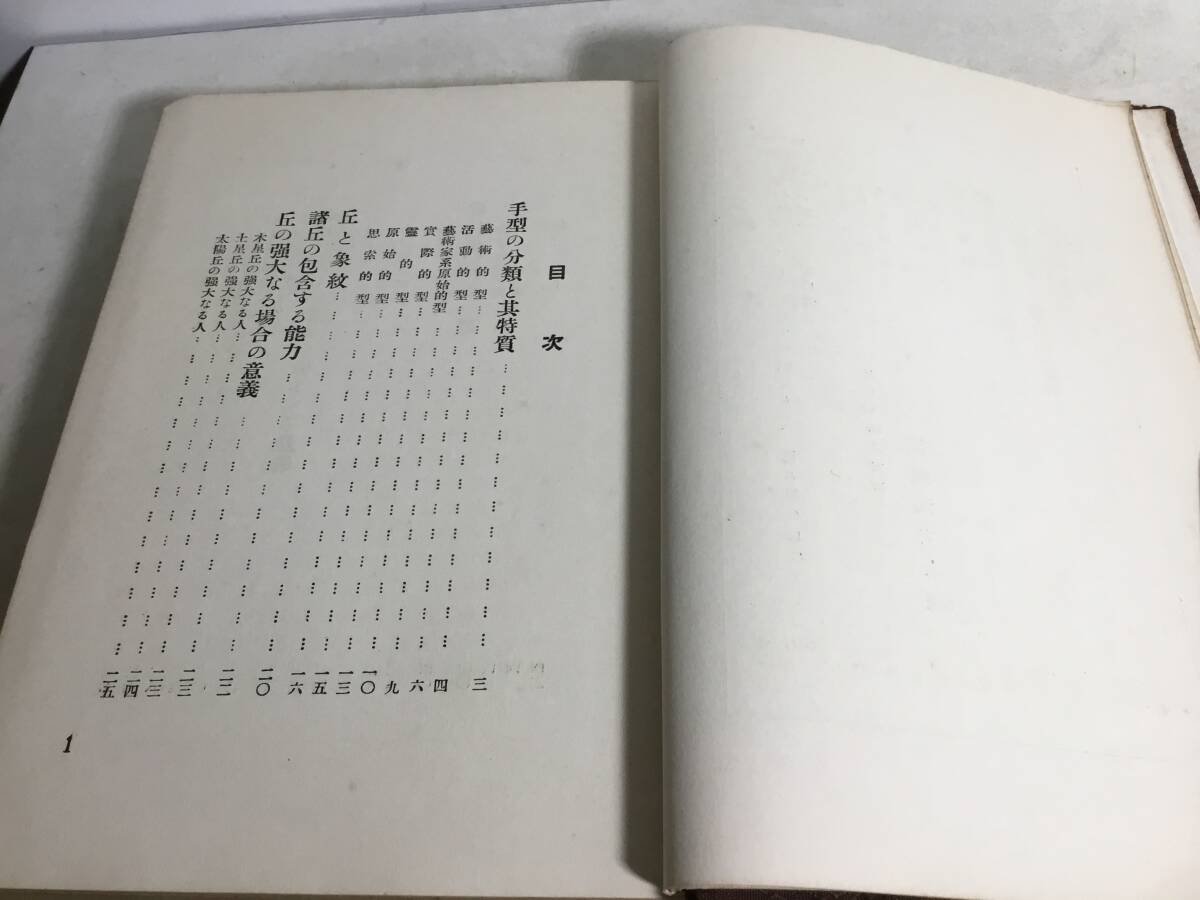 目次
手型の分類と其特質……………三
藝術的型……………四
活動的型……………六
藝術家系原始的型……………九
實際的型……………一〇
靈的型……………一三
原始的型……………一五
思索的型……………一六
丘と象紋……………二〇
諸丘の包含する能力……………二二
丘の强大なる場合の意義……………二三
木星丘の强大なる人……………二三
土星丘の强大なる人……………二四
太陽丘の强大なる人……………二五
1